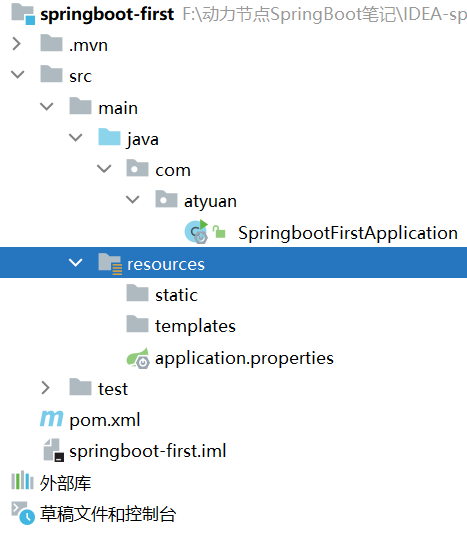 springboot-first F:\动力节点SpringBoot笔记\IDEA-sp
.mvn
src
main
java
com
atyuan
SpringbootFirstApplication
resources
static
templates
application.properties
test
m pom.xml
springboot-first.iml
外部库
草稿文件和控制台